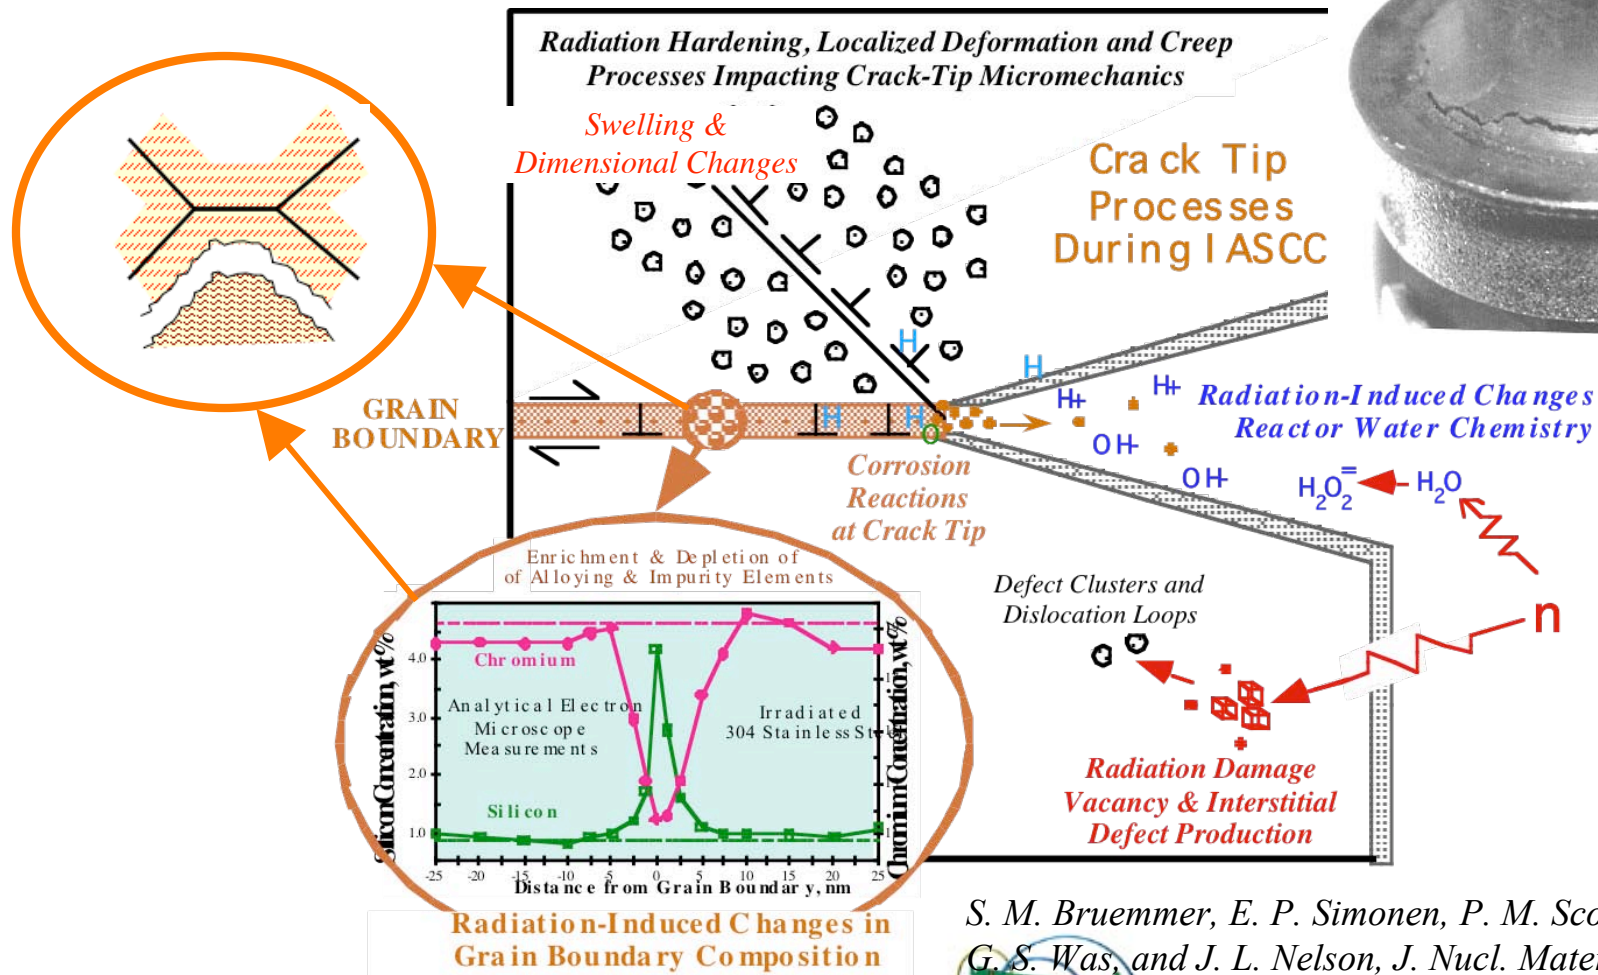 Radiation Hardening, Localized Deformation and Creep
Processes Impacting Crack-Tip Micromechanics
Swelling &
Dimensional Changes
Crack Tip
Processes
During IASCC
H
H
H+
H+
Radiation-Induced Changes
Reactor Water Chemistry
GRAIN
BOUNDARY
H
H
O
OH-
OH-
H2O2=
H2O
Corrosion
Reactions
at Crack Tip
n
Enrichment & Depletion of
of Alloying & Impurity Elements
Defect Clusters and
Dislocation Loops
Silicon Concentration, wt%
4.0
3.0
2.0
1.0
Chromium
Analytical Electron
Microscope
Measurements
Irradiated
304 Stainless
Silicon
Chromium Concentration, wt%
-25 -20 -15 -10 -5 0 5 10 15 20 25
Distance from Grain Boundary, nm
Radiation-Induced Changes in
Grain Boundary Composition
Radiation Damage
Vacancy & Interstitial
Defect Production
S. M. Bruemmer, E. P. Simonen, P. M.
G. S. Was, and J. L. Nelson, J. Nucl.